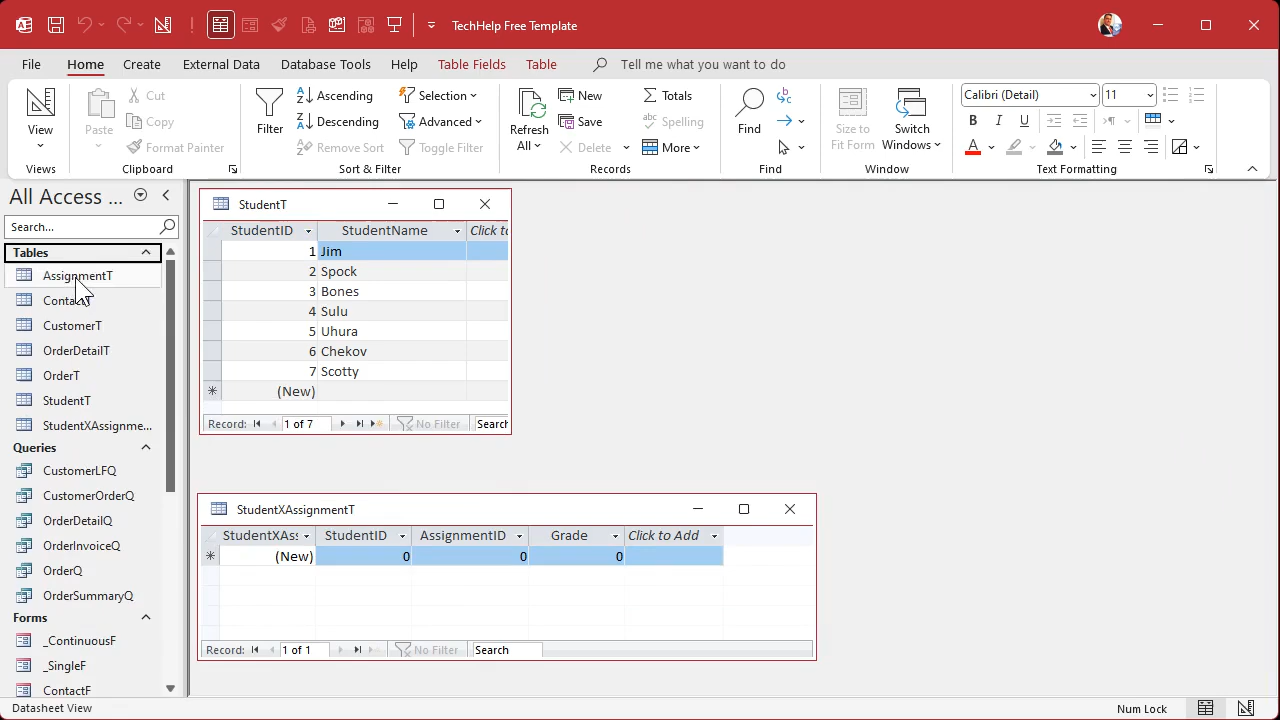 TechHelp Free Template
File Home Create External Data Database Tools Help Table Fields Table Tell me what you want to do
View
Views
Paste
Cut
Copy
Format Painter
Clipboard
Filter
Ascending
Descending
Remove Sort
Selection
Advanced
Toggle Filter
Sort & Filter
Refresh
All
New
Save
Delete
Totals
Spelling
More
Records
Find
Find
Size to
Fit Form
Switch
Windows
Window
Calibri (Detail) 11
B I U
A
Text Formatting
All Access ...
Search...
Tables
AssignmentT
CustomerT
OrderDetailT
OrderT
StudentT
StudentXAssignme...
Queries
CustomerLFQ
CustomerOrderQ
OrderDetailQ
OrderInvoiceQ
OrderQ
OrderSummaryQ
Forms
_ContinuousF
_SingleF
ContactF
StudentT
StudentID StudentName Click to
1 Jim
2 Spock
3 Bones
4 Sulu
5 Uhura
6 Chekov
7 Scotty
(New)
Record: 1 of 7 No Filter Search
StudentXAssignmentT
StudentXAs: StudentID AssignmentID Grade Click to Add
(New) 0 0 0
Record: 1 of 1 No Filter Search
Datasheet View
Num Lock